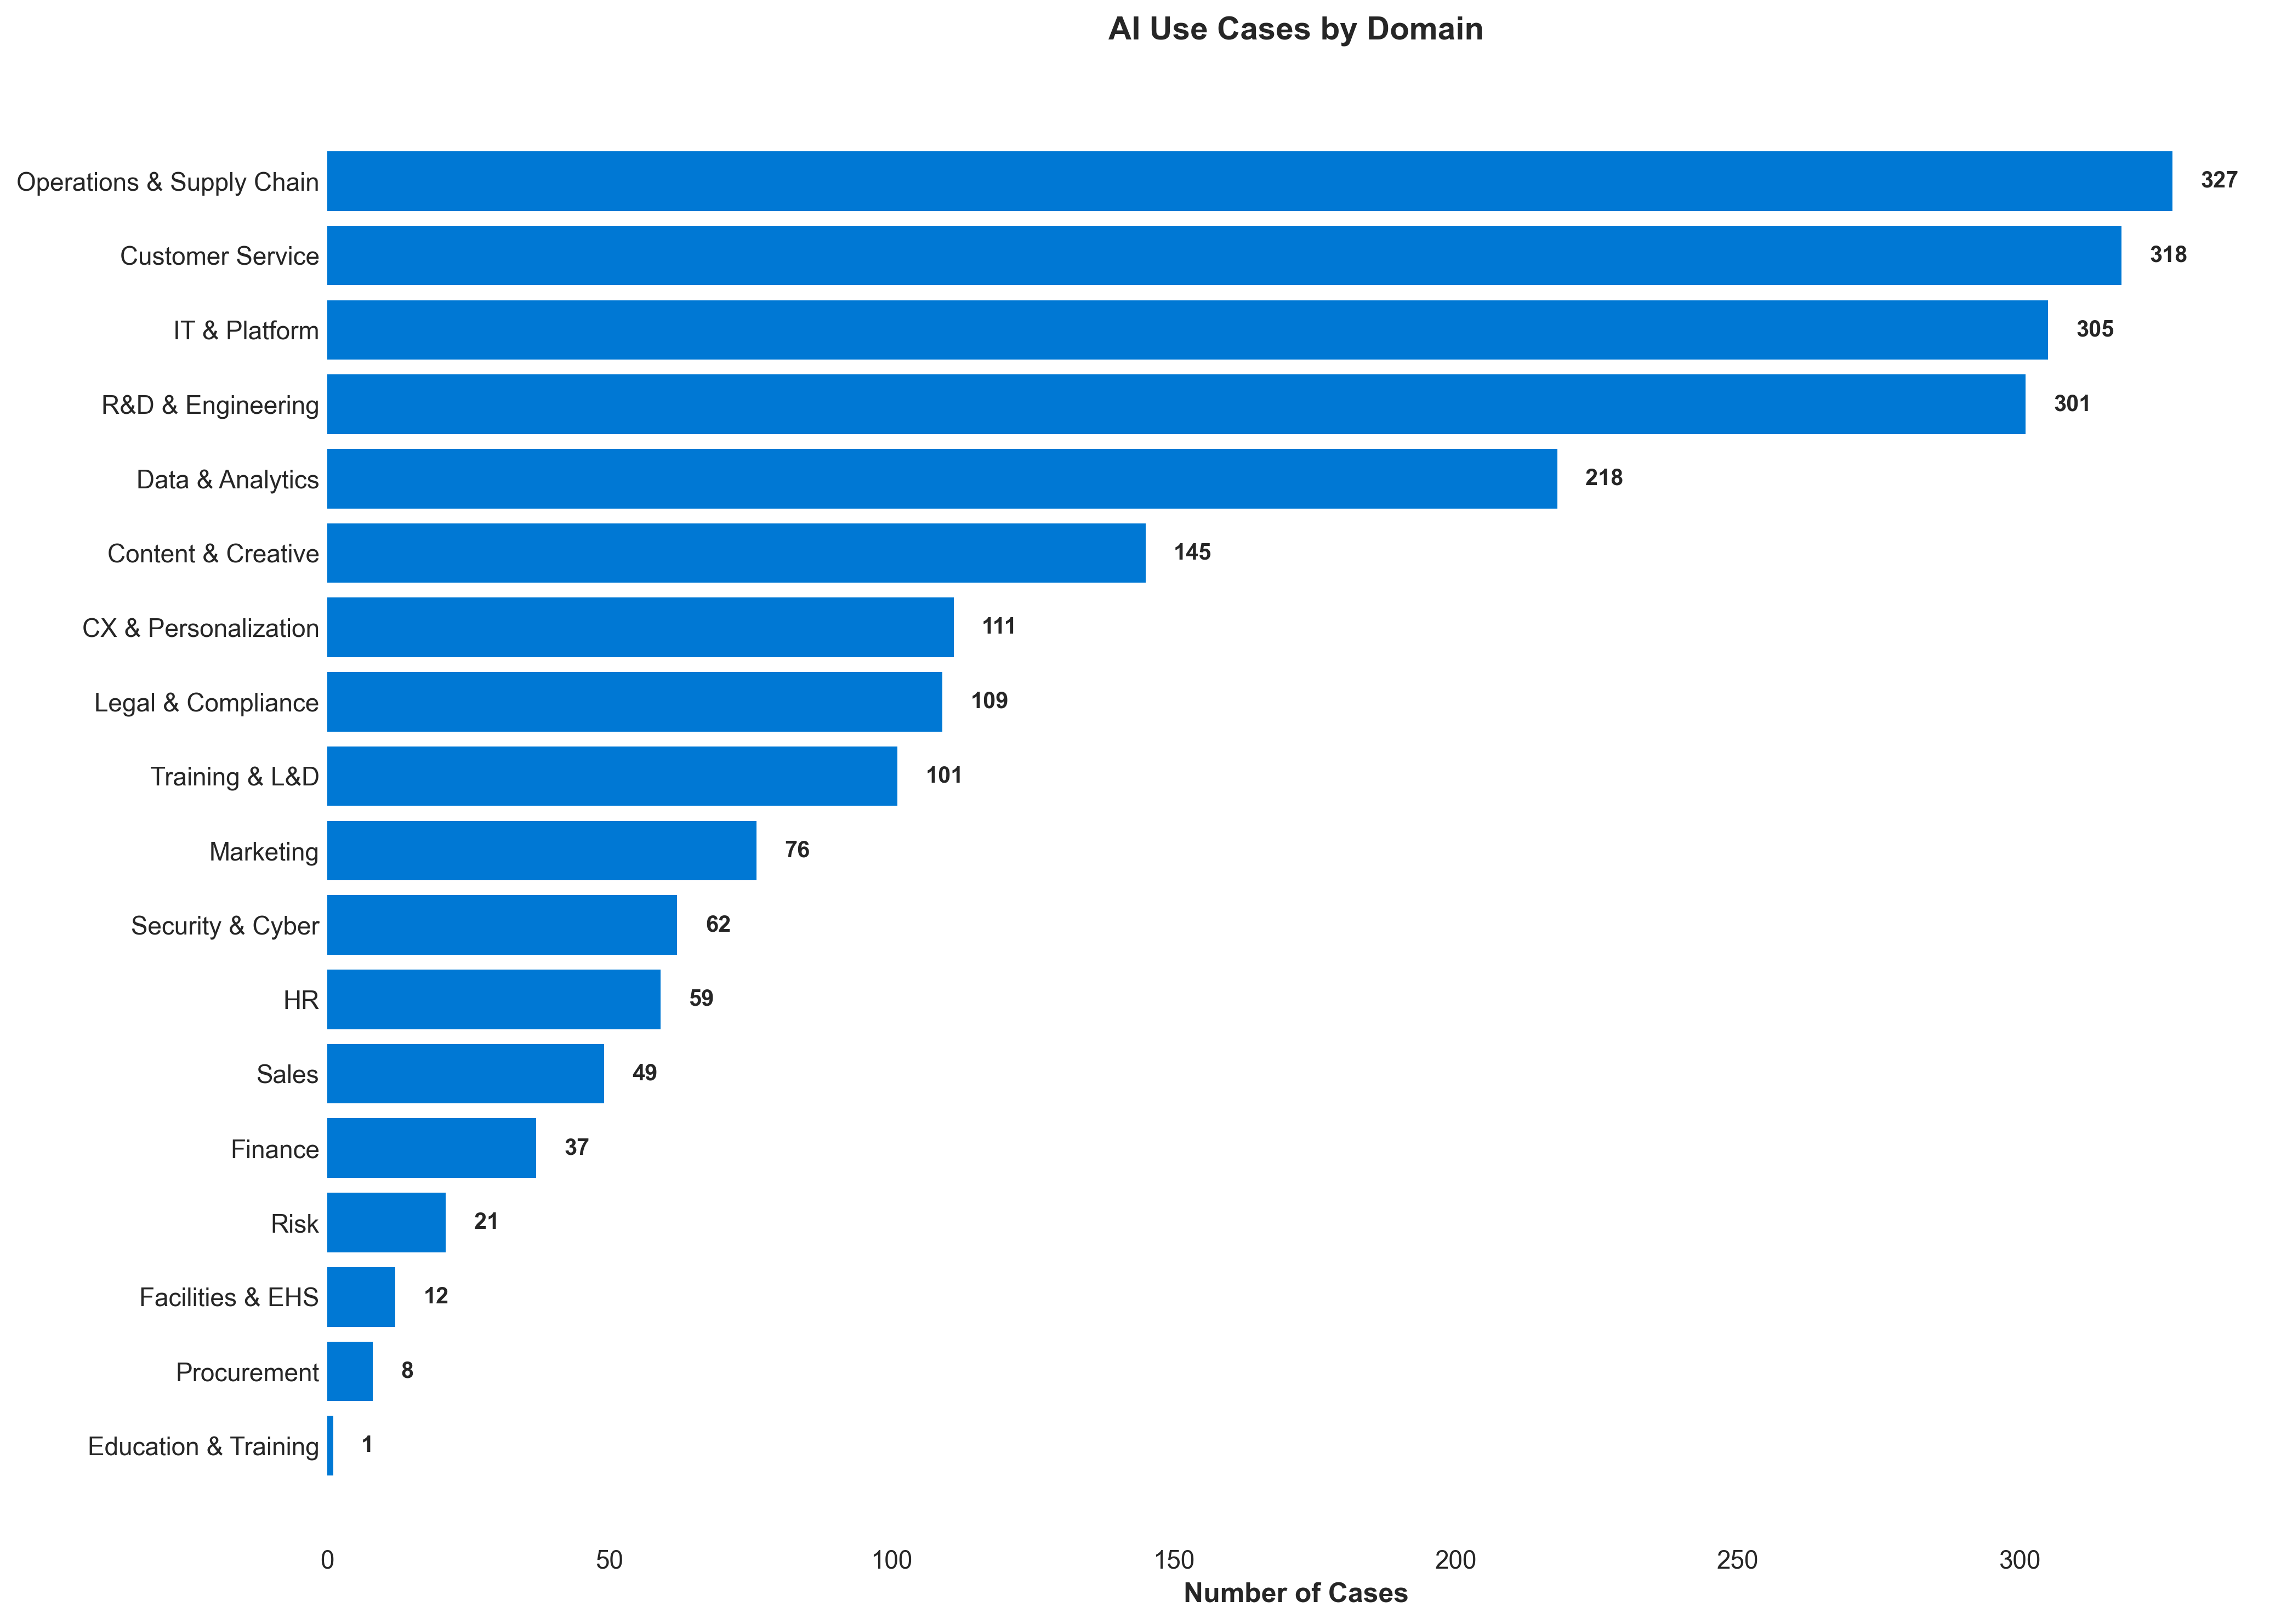 AI Use Cases by Domain
Operations & Supply Chain 327
Customer Service 318
IT & Platform 305
R&D & Engineering 301
Data & Analytics 218
Content & Creative 145
CX & Personalization 111
Legal & Compliance 109
Training & L&D 101
Marketing 76
Security & Cyber 62
HR 59
Sales 49
Finance 37
Risk 21
Facilities & EHS 12
Procurement 8
Education & Training 1
0 50 100 150 200 250 300
Number of Cases